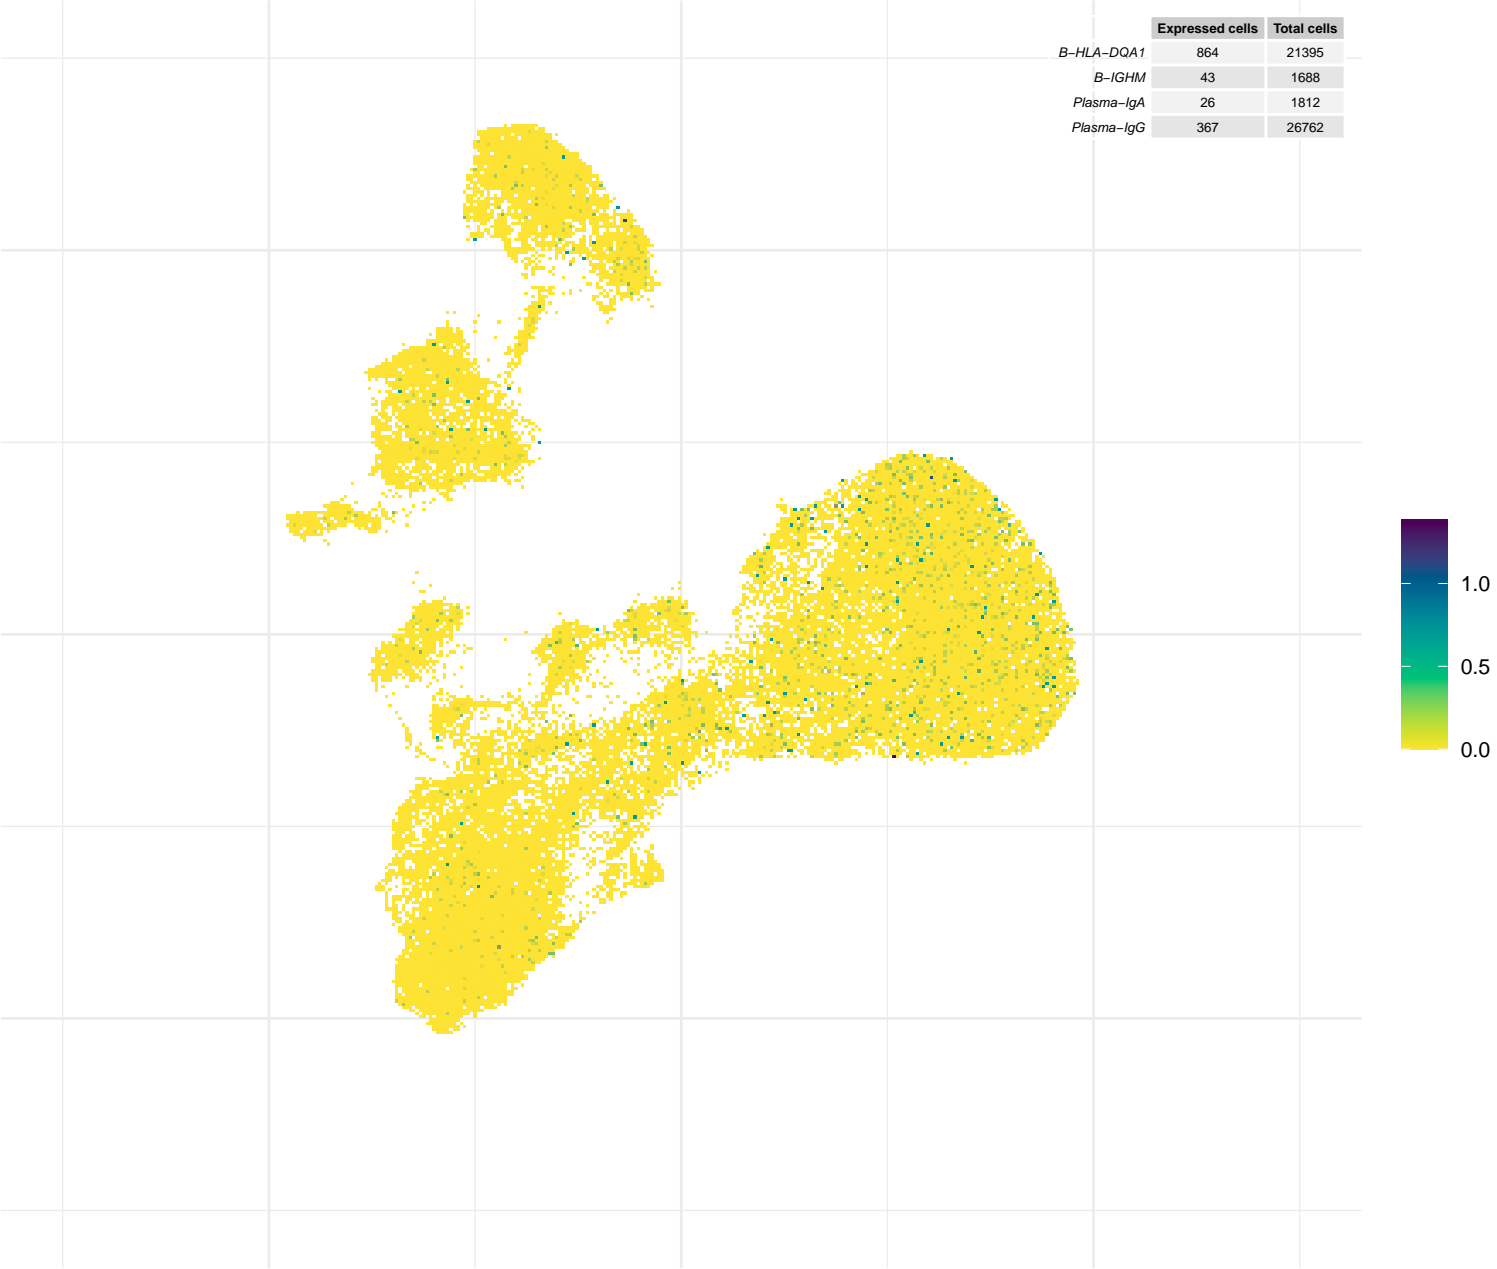 Expressed cells Total cells
B−HLA−DQA1 864 21395
B−IGHM 43 1688
Plasma−IgA 26 1812
Plasma−IgG 367 26762
1.0
0.5
0.0